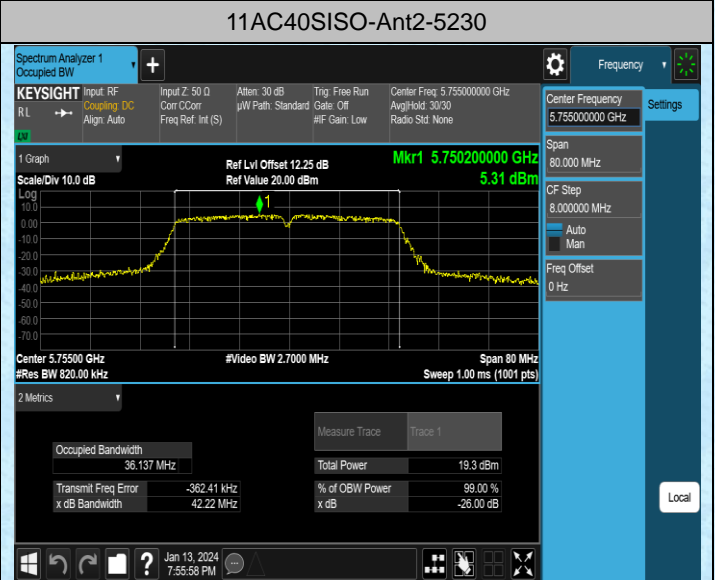 11AC40SISO-Ant2-5230
Spectrum Analyzer 1
Occupied BW
Frequency
KEYSIGHT
RL
LXI
Input: RF
Coupling: DC
Align: Auto
Input Z: 50 Ω
Corr CCorr
Freq Ref: Int (S)
Atten: 30 dB
µW Path: Standard
Trig: Free Run
Gate: Off
#IF Gain: Low
Center Freq: 5.755000000 GHz
Avg|Hold: 30/30
Radio Std: None
Center Frequency
5.755000000 GHz
Settings
Span
80.000 MHz
CF Step
8.000000 MHz
Auto
Man
Freq Offset
0 Hz
1 Graph
Ref Lvl Offset 12.25 dB
Mkr1 5.750200000 GHz
Scale/Div 10.0 dB
Ref Value 20.00 dBm
5.31 dBm
Log
10.0
0.00
-10.0
-20.0
-30.0
-40.0
-50.0
-60.0
-70.0
1
Center 5.75500 GHz
#Video BW 2.7000 MHz
Span 80 MHz
#Res BW 820.00 kHz
Sweep 1.00 ms (1001 pts)
2 Metrics
Measure Trace
Trace 1
Occupied Bandwidth
36.137 MHz
Total Power
19.3 dBm
Transmit Freq Error
-362.41 kHz
% of OBW Power
99.00 %
x dB Bandwidth
42.22 MHz
x dB
-26.00 dB
Local
?
Jan 13, 2024
7:55:58 PM